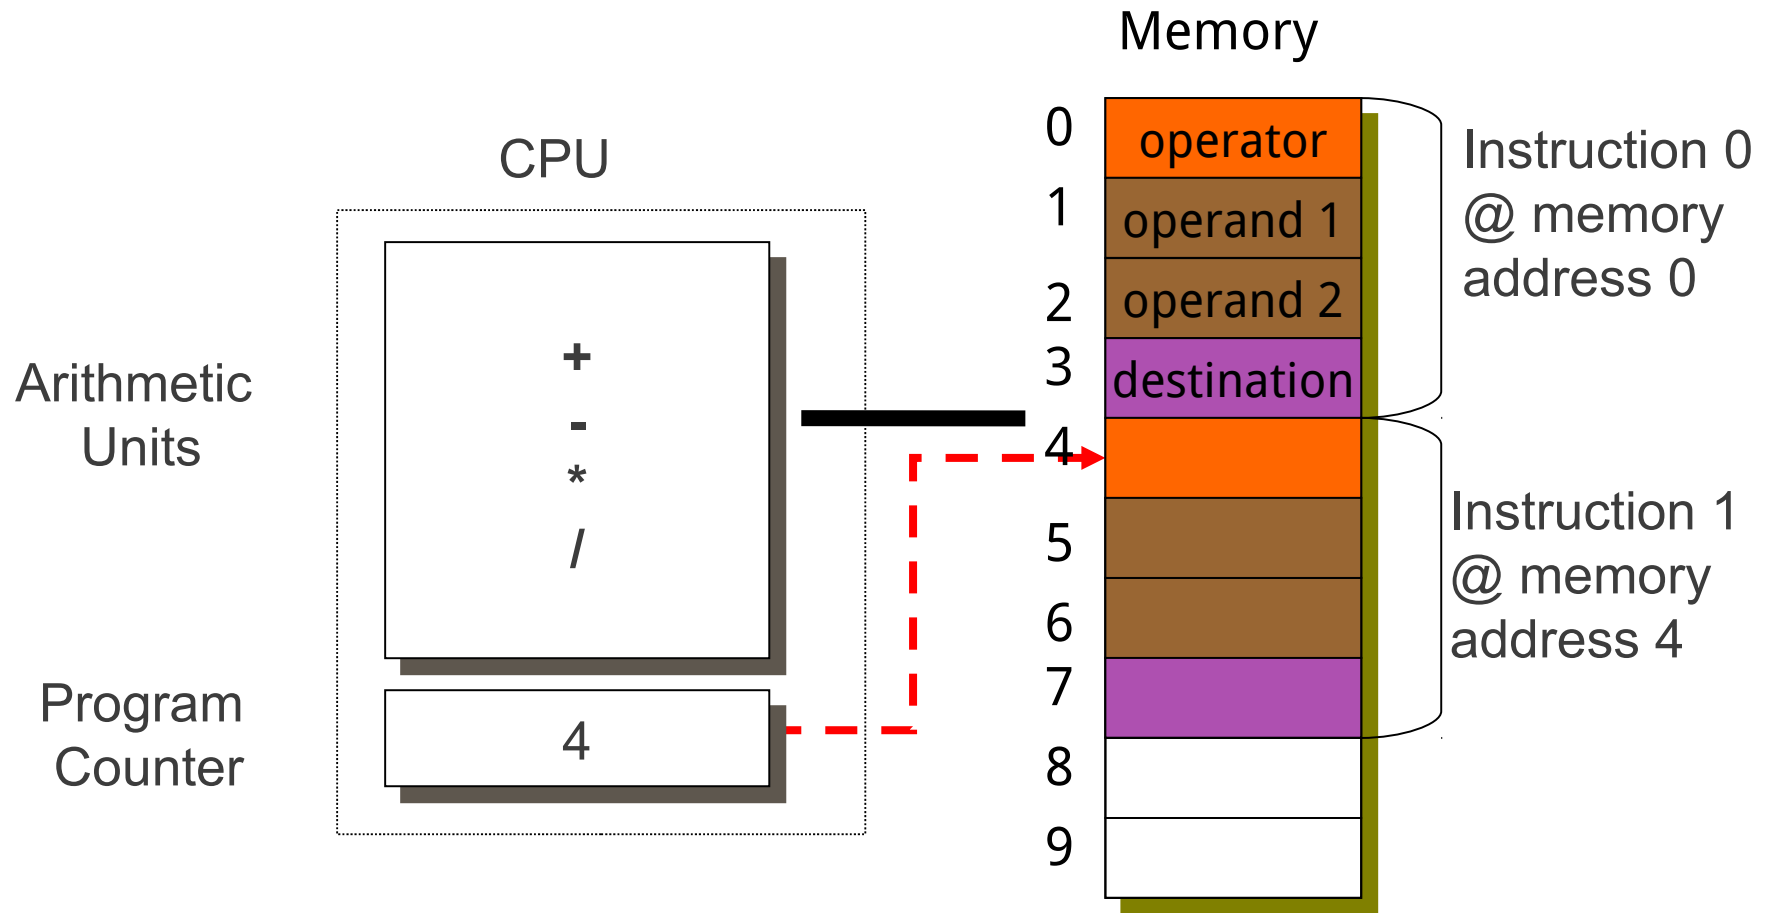 Memory
CPU
Arithmetic
Units
+
-
*
/
Program
Counter
4
0
operator
1
operand 1
2
operand 2
3
destination
4
5
6
7
8
9
Instruction 0
@ memory
address 0
Instruction 1
@ memory
address 4